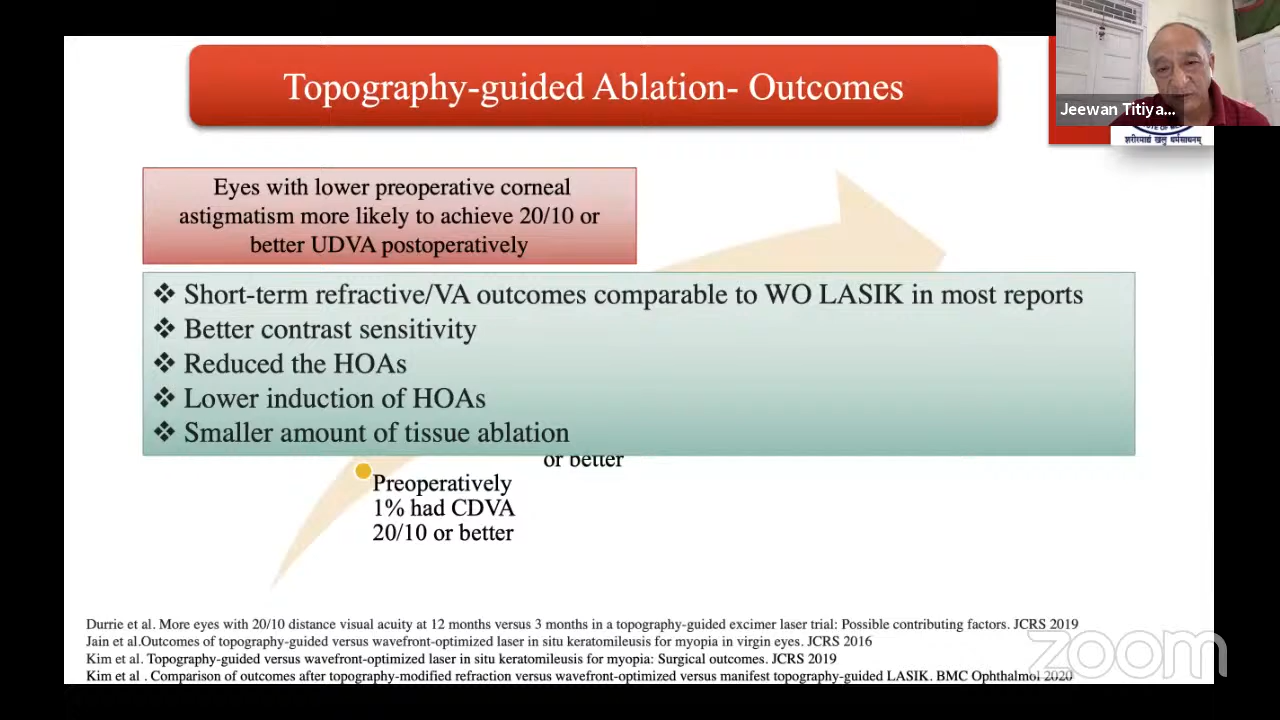 Topography-guided Ablation- Outcomes
Jeewan Titiya...
शरीरमाद्यं खलु धर्मसाधनम्
Eyes with lower preoperative corneal
astigmatism more likely to achieve 20/10 or
better UDVA postoperatively
❖ Short-term refractive/VA outcomes comparable to WO LASIK in most reports
❖ Better contrast sensitivity
❖ Reduced the HOAs
❖ Lower induction of HOAs
❖ Smaller amount of tissue ablation
or better
Preoperatively
1% had CDVA
20/10 or better
Durrie et al. More eyes with 20/10 distance visual acuity at 12 months versus 3 months in a topography-guided excimer laser trial: Possible contributing factors. JCRS 2019
Jain et al.Outcomes of topography-guided versus wavefront-optimized laser in situ keratomileusis for myopia in virgin eyes. JCRS 2016
Kim et al. Topography-guided versus wavefront-optimized laser in situ keratomileusis for myopia: Surgical outcomes. JCRS 2019
Kim et al . Comparison of outcomes after topography-modified refraction versus wavefront-optimized versus manifest topography-guided LASIK. BMC Ophthalmol 2020
zoom